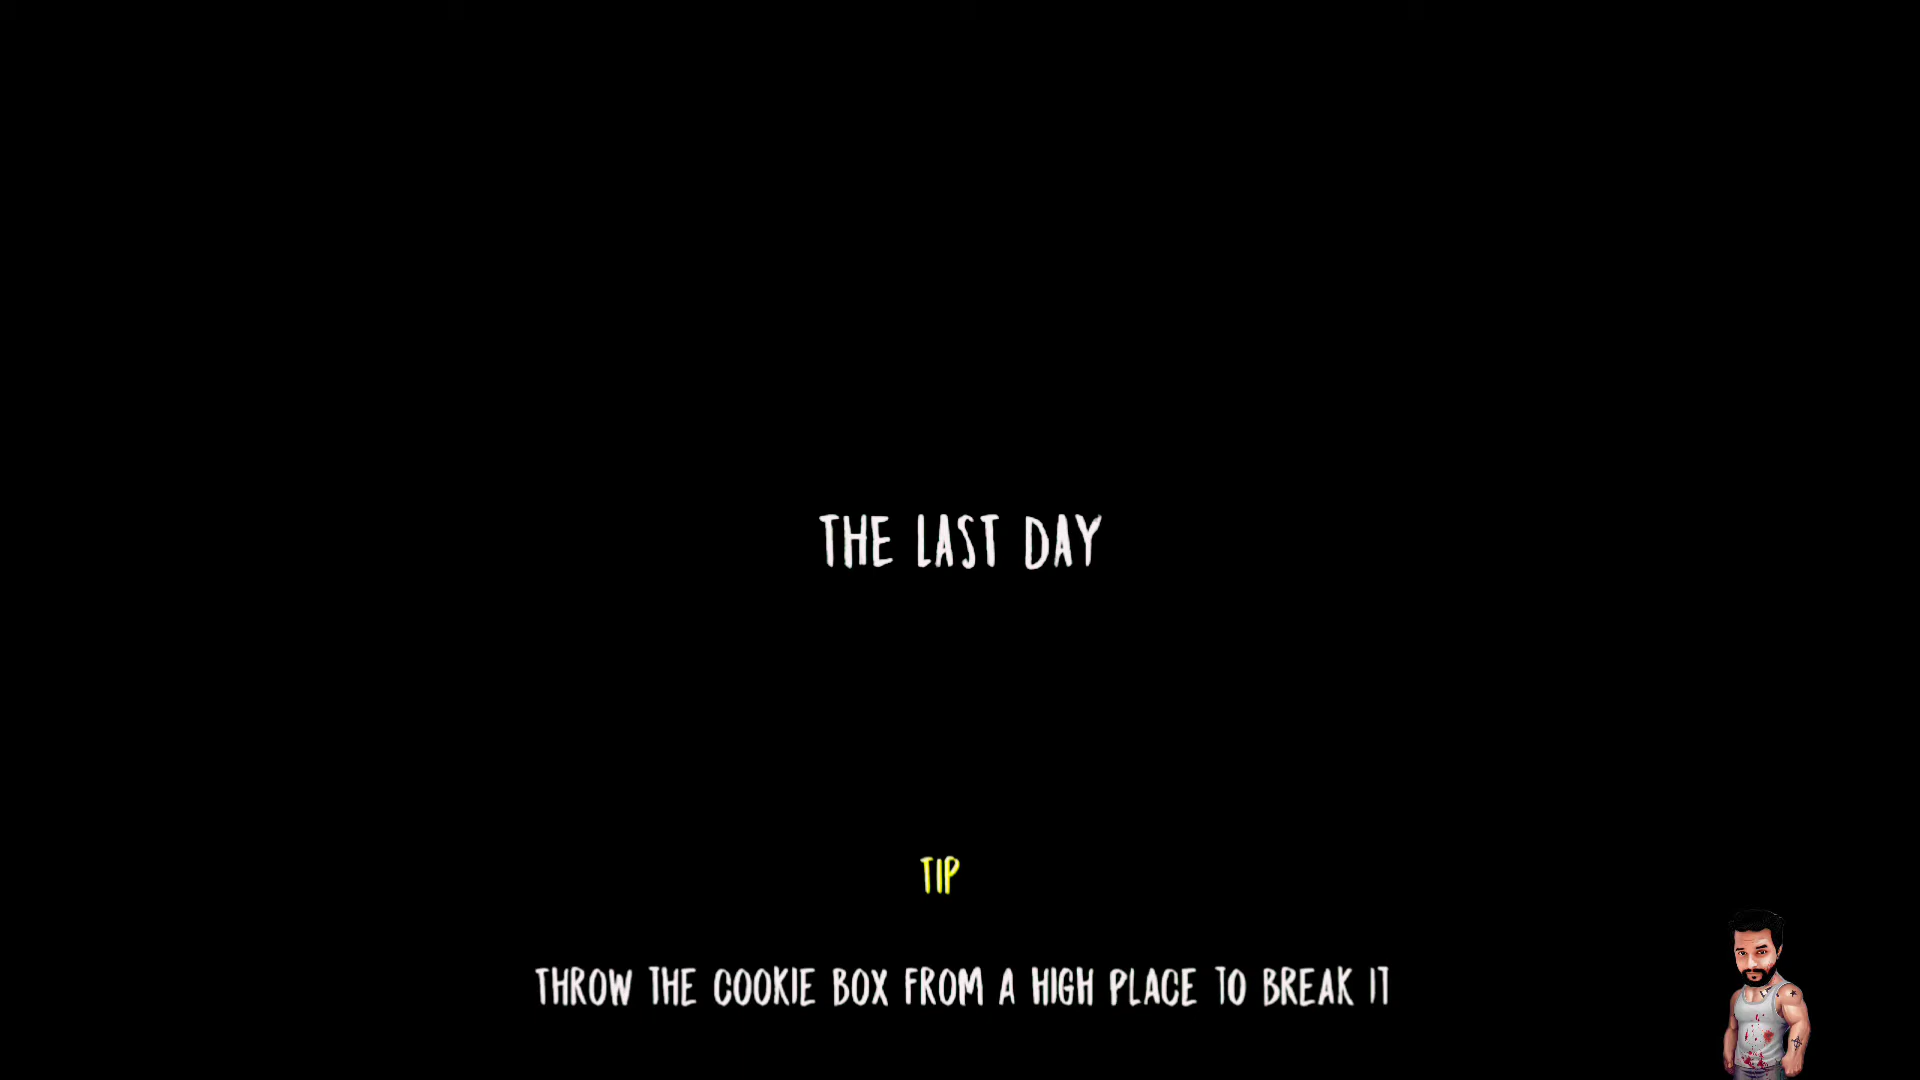 THE LAST DAY
TIP
THROW THE COOKIE BOX FROM A HIGH PLACE TO BREAK IT